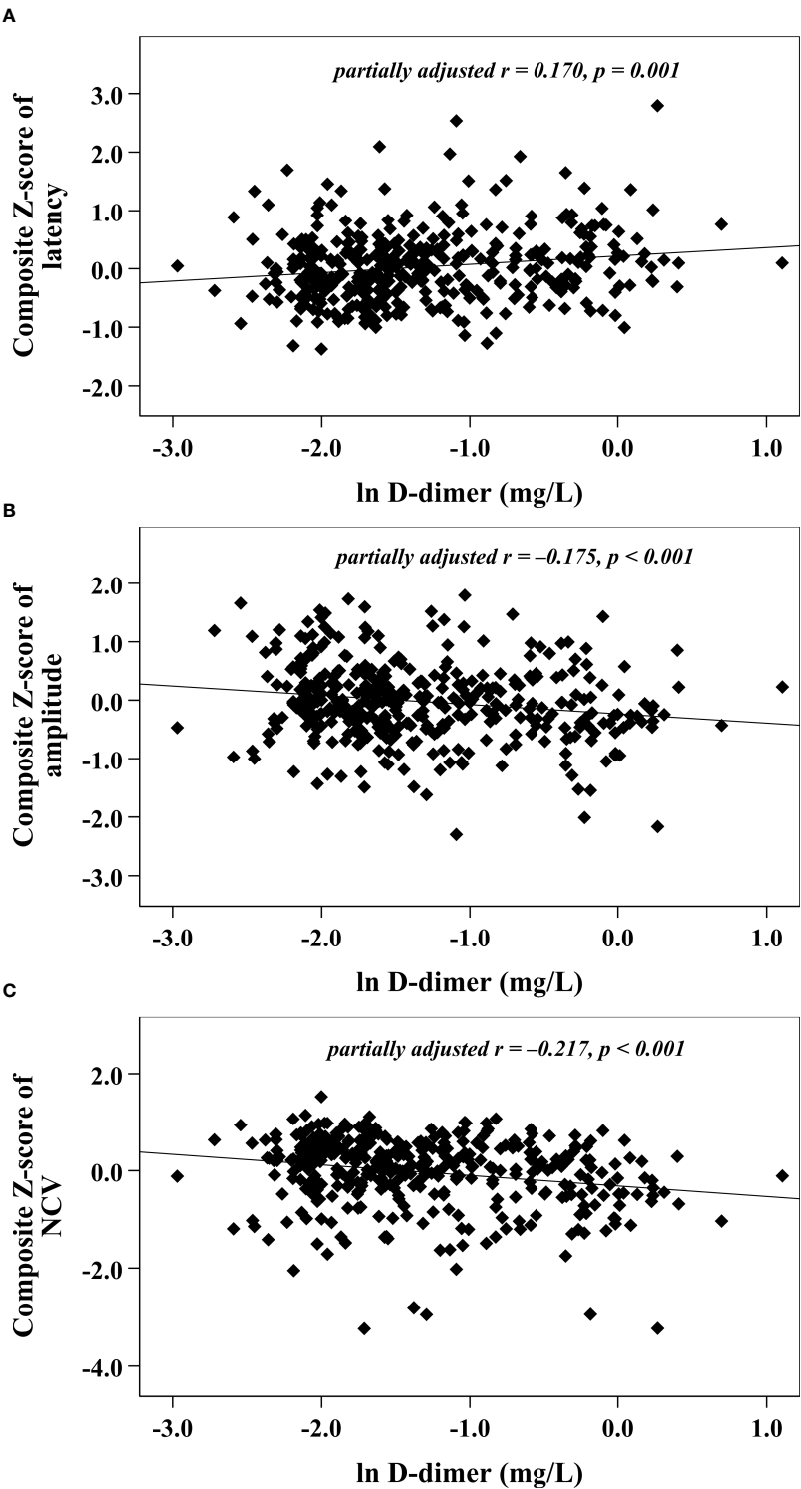 A
partially adjusted r = 0.170, p = 0.001
Composite Z-score of
latency
3.0
2.0
1.0
0.0
-1.0
-2.0
-3.0 -2.0 -1.0 0.0 1.0
ln D-dimer (mg/L)
B
partially adjusted r = –0.175, p < 0.001
Composite Z-score of
amplitude
2.0
1.0
0.0
-1.0
-2.0
-3.0
-3.0 -2.0 -1.0 0.0 1.0
ln D-dimer (mg/L)
C
partially adjusted r = –0.217, p < 0.001
Composite Z-score of
NCV
2.0
0.0
-2.0
-4.0
-3.0 -2.0 -1.0 0.0 1.0
ln D-dimer (mg/L)